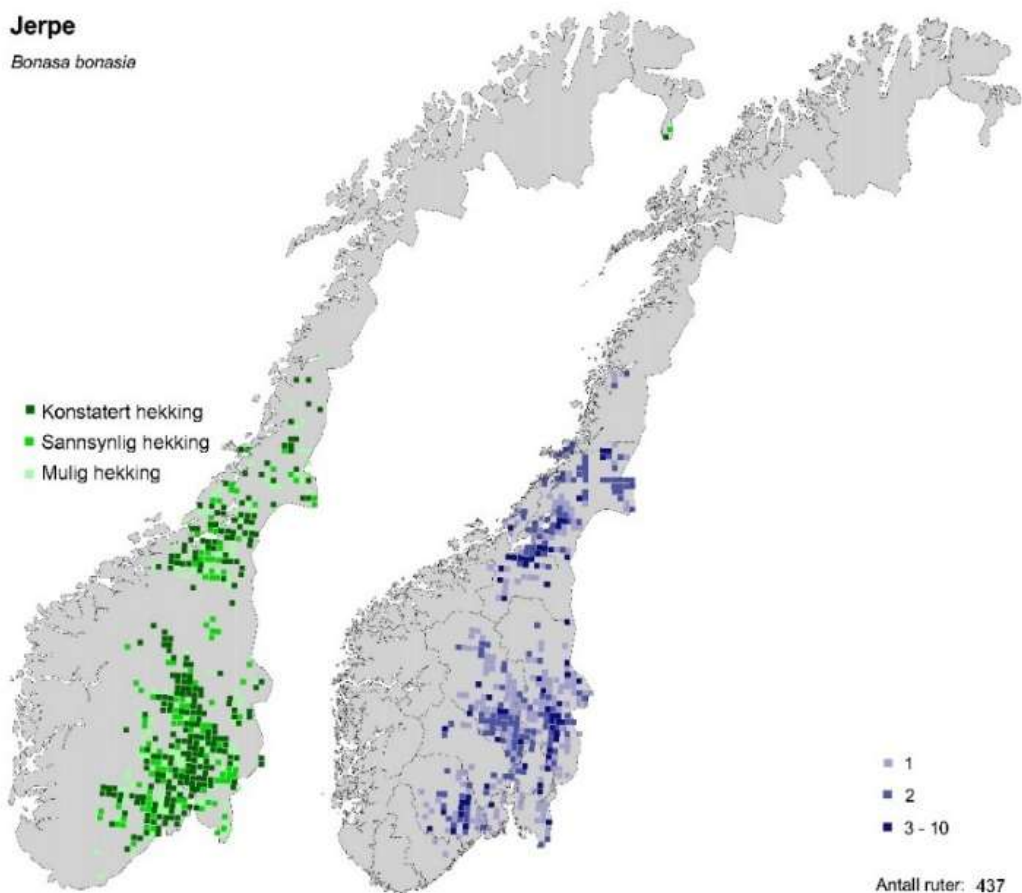 Jerpe
Bonasa bonasia
Konstatert hekking
Sannsynlig hekking
Mulig hekking
1
2
3 - 10
Antall ruter: 437